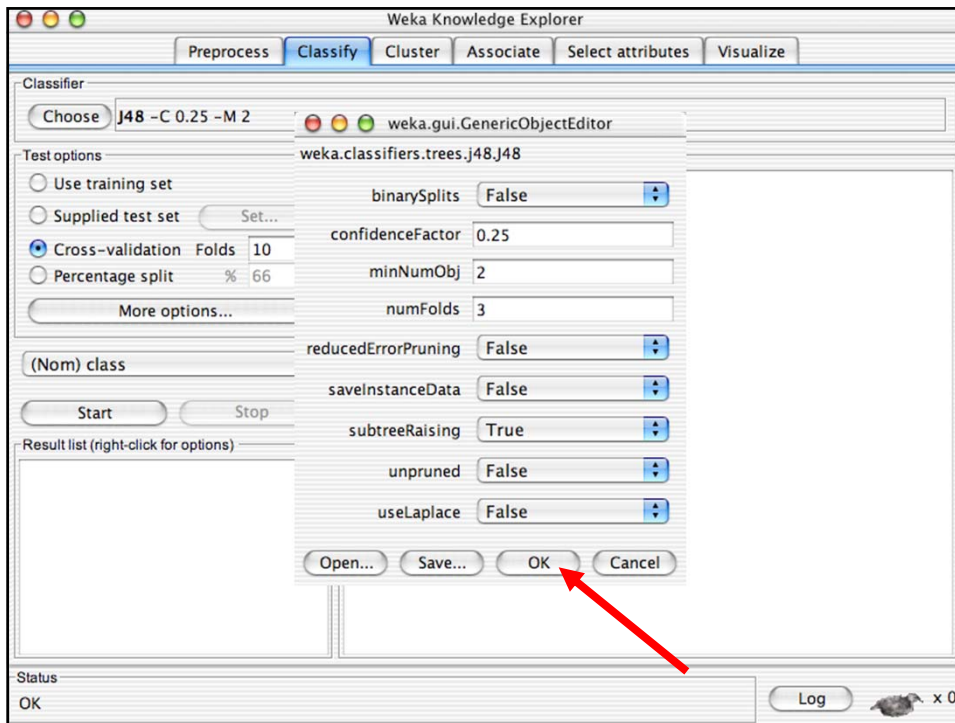 Weka Knowledge Explorer
Preprocess Classify Cluster Associate Select attributes Visualize
Classifier
Choose J48 -C 0.25 -M 2
weka.gui.GenericObjectEditor
weka.classifiers.trees.j48.J48
Test options
Use training set
Supplied test set Set...
Cross-validation Folds 10
Percentage split % 66
More options...
(Nom) class
Start Stop
Result list (right-click for options)
binarySplits False
confidenceFactor 0.25
minNumObj 2
numFolds 3
reducedErrorPruning False
saveInstanceData False
subtreeRaising True
unpruned False
useLaplace False
Open... Save... OK Cancel
Status
OK
Log x 0